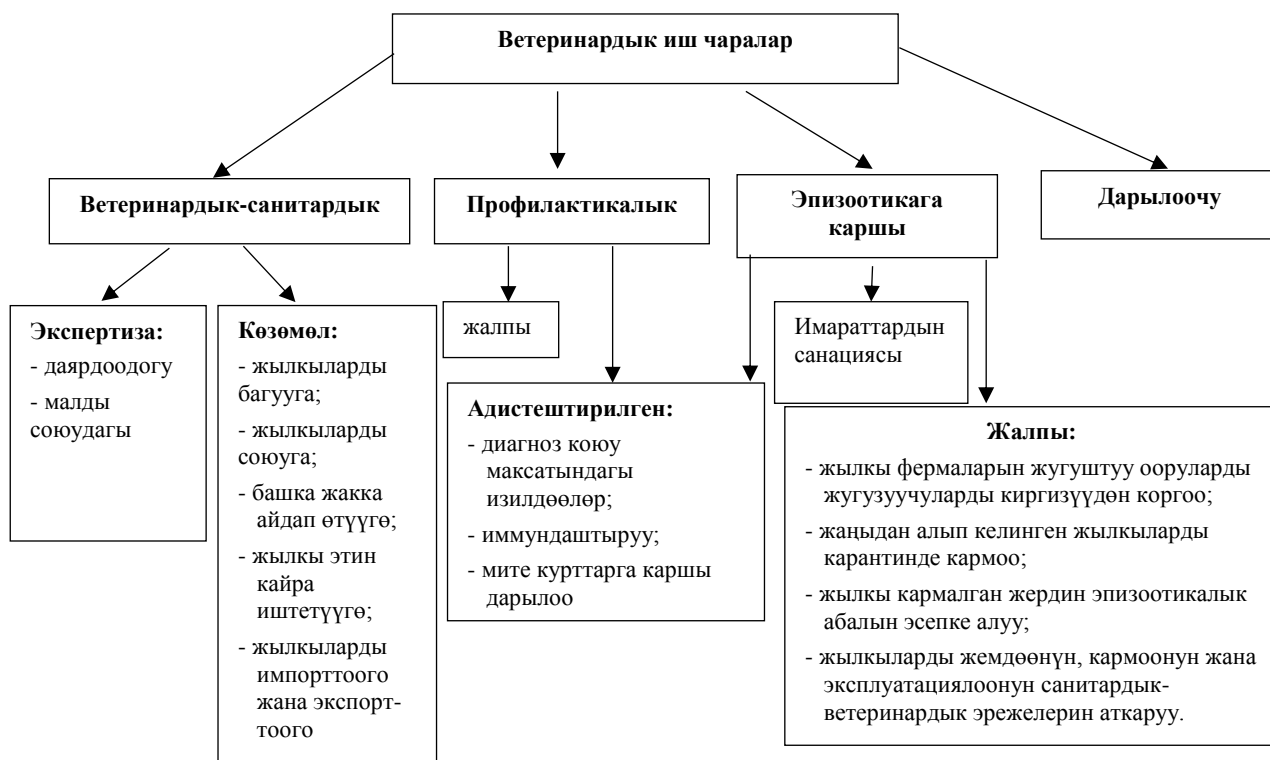 Ветеринардык иш чаралар
Ветеринардык-санитардык
Профилактикалык
Эпизоотикага
каршы
Дарылоочу
Экспертиза:
- даярдоодогу
- малды
союудагы
Көзөмөл:
- жылкыларды
багууга;
- жылкыларды
союуга;
- башка жакка
айдап өтүүгө;
- жылкы этин
кайра
иштетүүгө;
- жылкыларды
импорттоого
жана экспорт-
тоого
жалпы
Адистештирилген:
- диагноз коюу
максатындагы
изилдөөлөр;
- иммундаштыруу;
- мите курттарга каршы
дарылоо
Имараттардын
санациясы
Жалпы:
- жылкы фермаларын жугуштуу ооруларды
жугузуучуларды киргизүүдөн коргоо;
- жаңыдан алып келинген жылкыларды
карантинде кармоо;
- жылкы кармалган жердин эпизоотикалык
абалын эсепке алуу;
- жылкыларды жемдөөнүн, кармоонун жана
эксплуатациялоонун санитардык-
ветеринардык эрежелерин аткаруу.